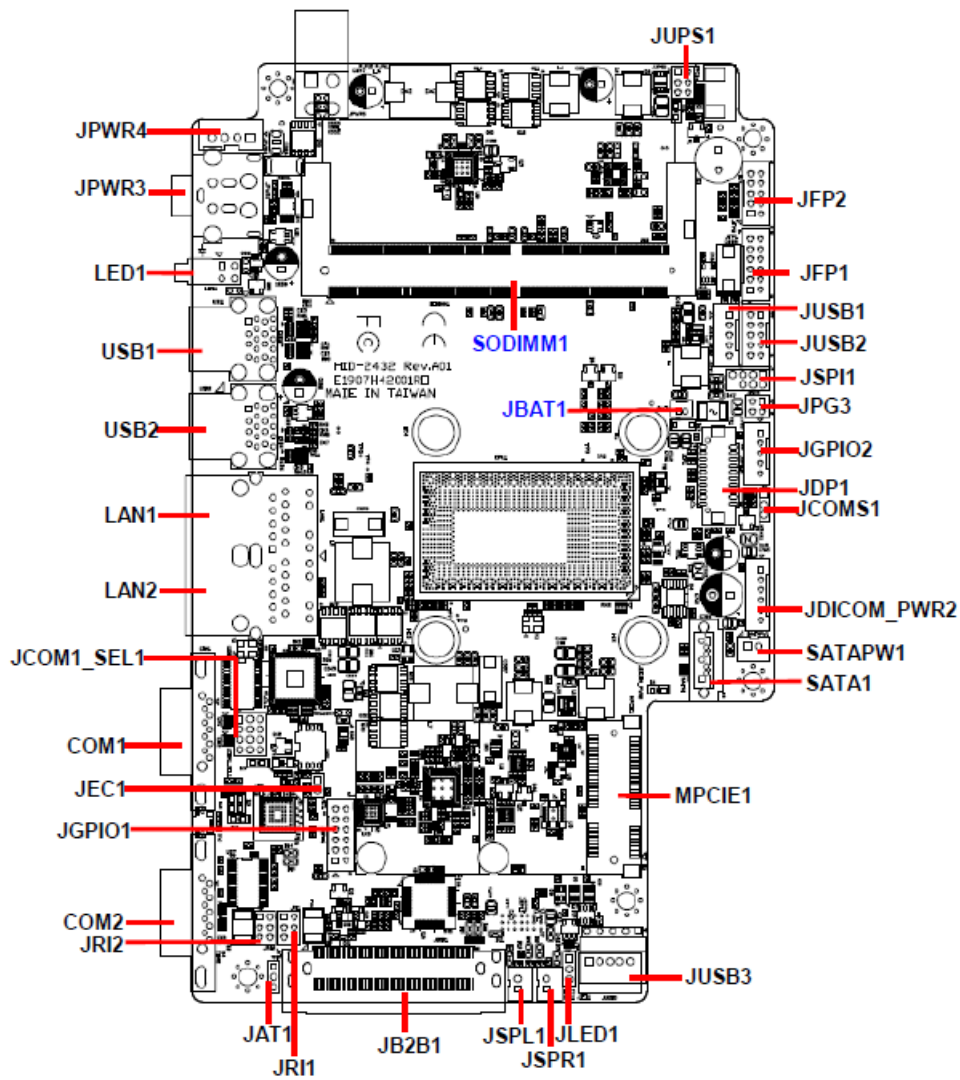 JUPS1
JPWR4
JPWR3
JFP2
LED1
JFP1
JUSB1
USB1
SODIMM1
JUSB2
MID-2432 Rev.A01
E1907H42001R
MADE IN TAIWAN
JSPI1
JBAT1
JPG3
USB2
JGPIO2
JDP1
LAN1
JCOMS1
LAN2
JDICOM_PWR2
JCOM1_SEL1
SATAPW1
SATA1
COM1
JEC1
MPCIE1
JGPIO1
COM2
JRI2
JUSB3
JAT1
JB2B1
JSPL1
JLED1
JSPR1
JRI1